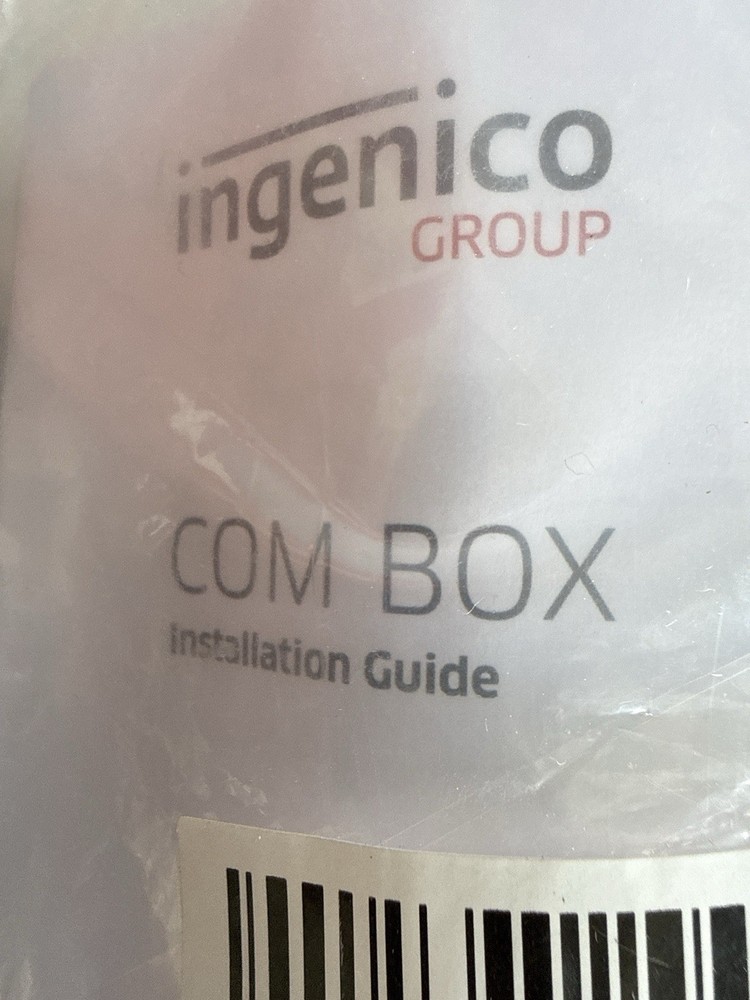 ingenico
GROUP
COM BOX
Installation Guide